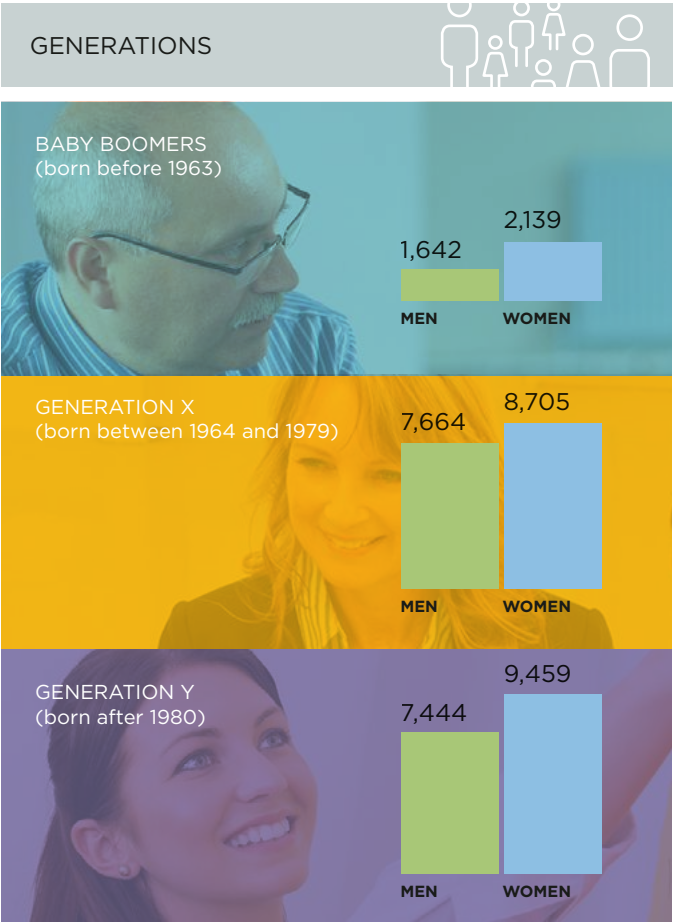 GENERATIONS
BABY BOOMERS
(born before 1963)
1,642
2,139
MEN
WOMEN
GENERATION X
(born between 1964 and 1979)
7,664
8,705
MEN
WOMEN
GENERATION Y
(born after 1980)
7,444
9,459
MEN
WOMEN